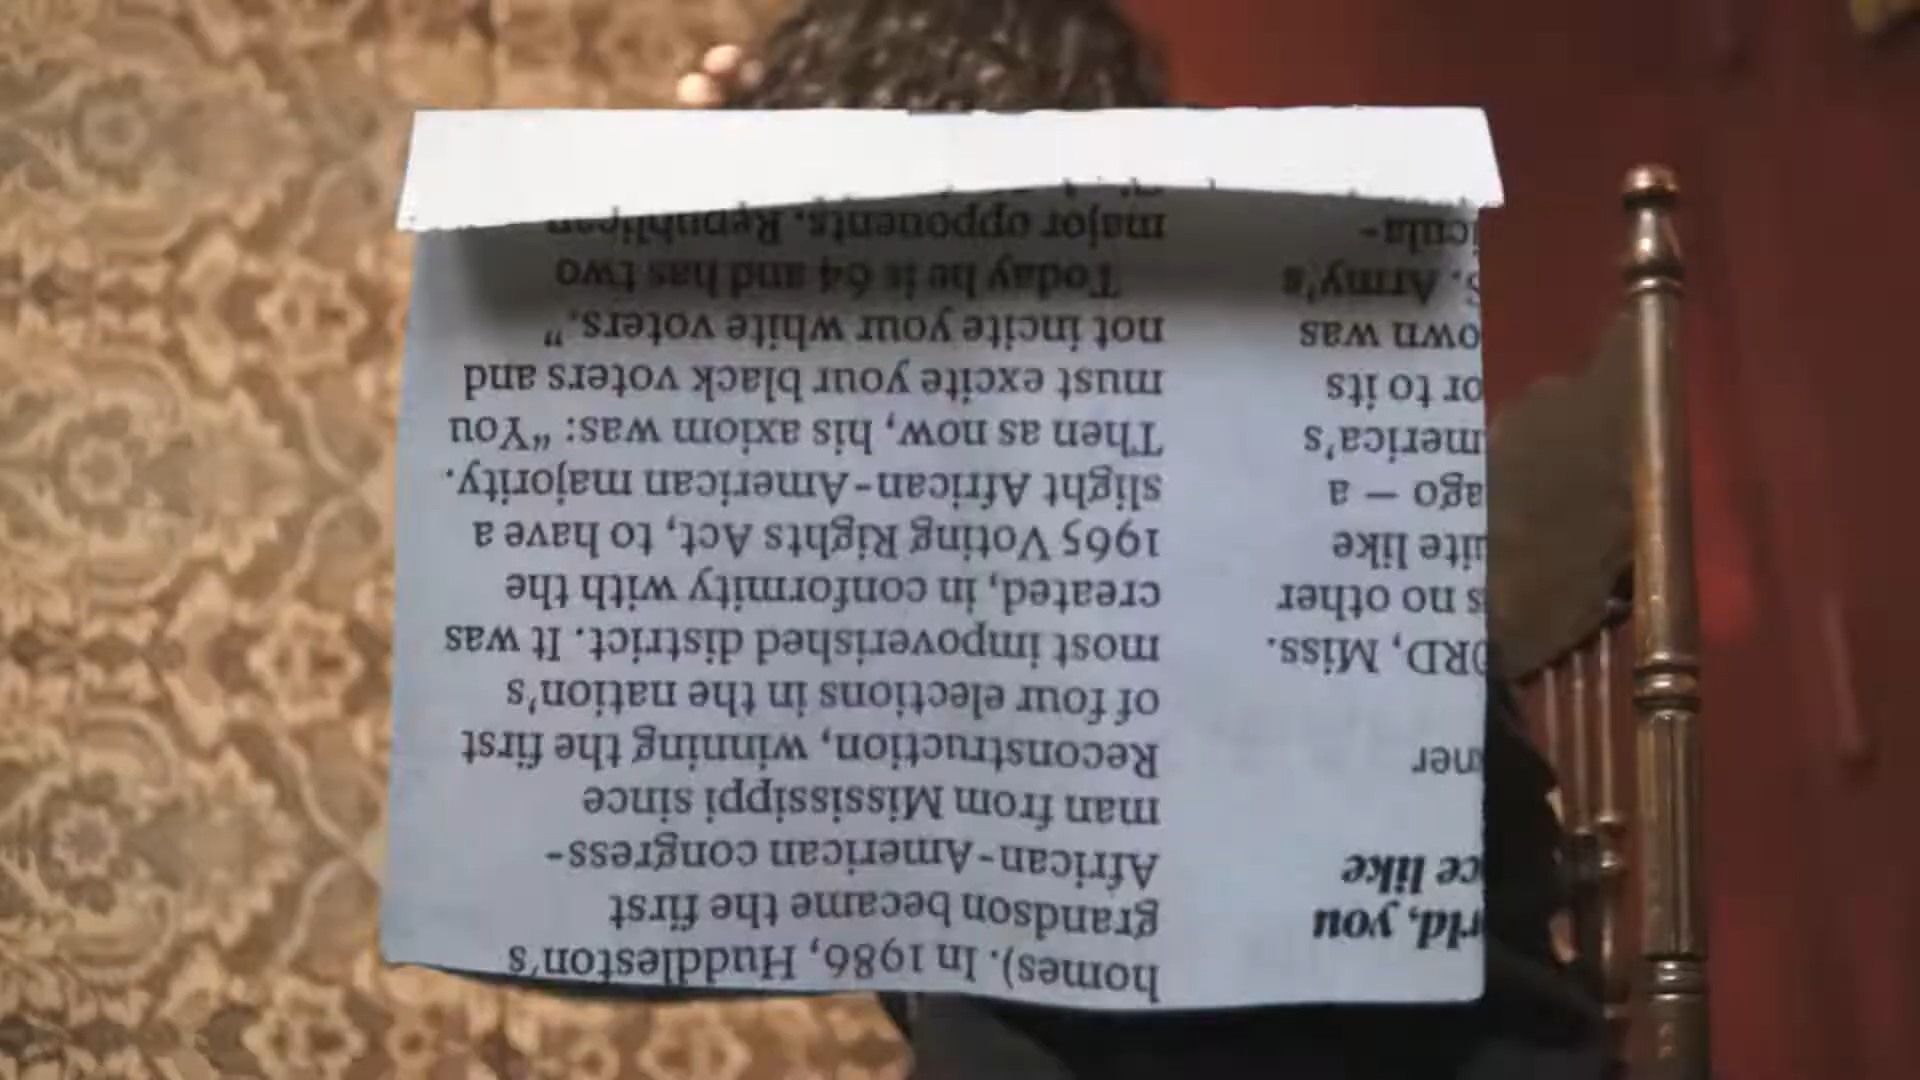 rld, you
ce like
ner
ORD, Miss.
s no other
uite like
ago — a
merica's
or to its
own was
S. Army's
icula-
homes). In 1986, Huddleston's
grandson became the first
African-American congress-
man from Mississippi since
Reconstruction, winning the first
of four elections in the nation's
most impoverished district. It was
created, in conformity with the
1965 Voting Rights Act, to have a
slight African-American majority.
Then as now, his axiom was: “You
must excite your black voters and
not incite your white voters.”
Today he is 64 and has two
major opponents. Republican